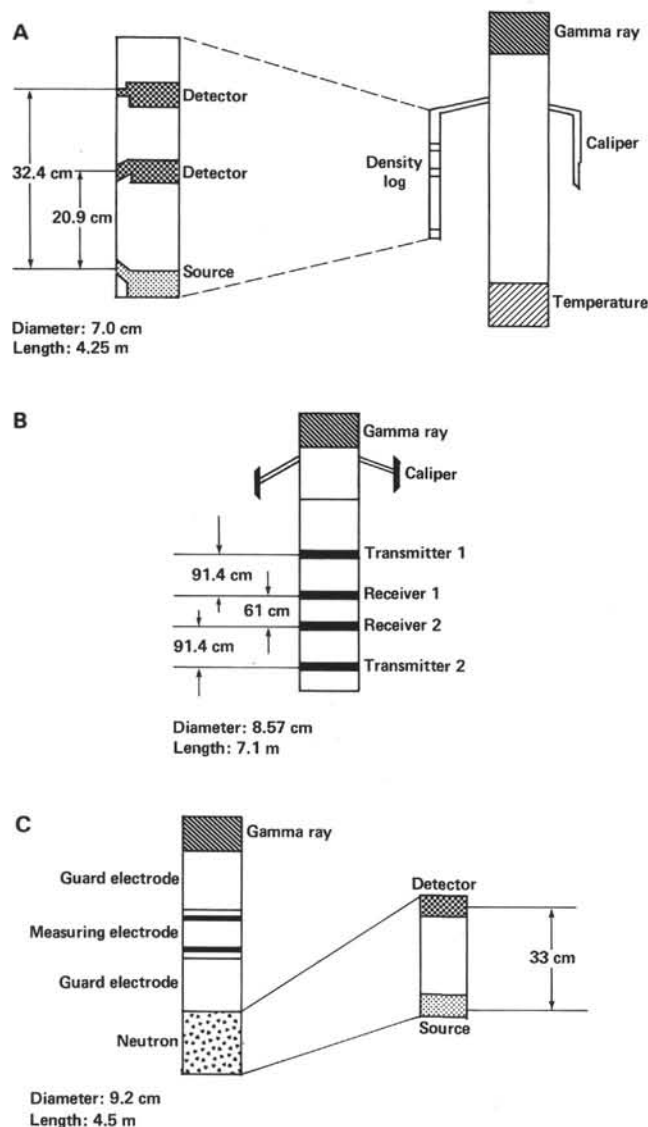 A
Gamma ray
Detector
Caliper
Density
log
32.4 cm
Detector
20.9 cm
Source
Temperature
Diameter: 7.0 cm
Length: 4.25 m
B
Gamma ray
Caliper
Transmitter 1
91.4 cm
Receiver 1
61 cm
Receiver 2
91.4 cm
Transmitter 2
Diameter: 8.57 cm
Length: 7.1 m
C
Gamma ray
Guard electrode
Detector
Measuring electrode
33 cm
Guard electrode
Neutron
Source
Diameter: 9.2 cm
Length: 4.5 m